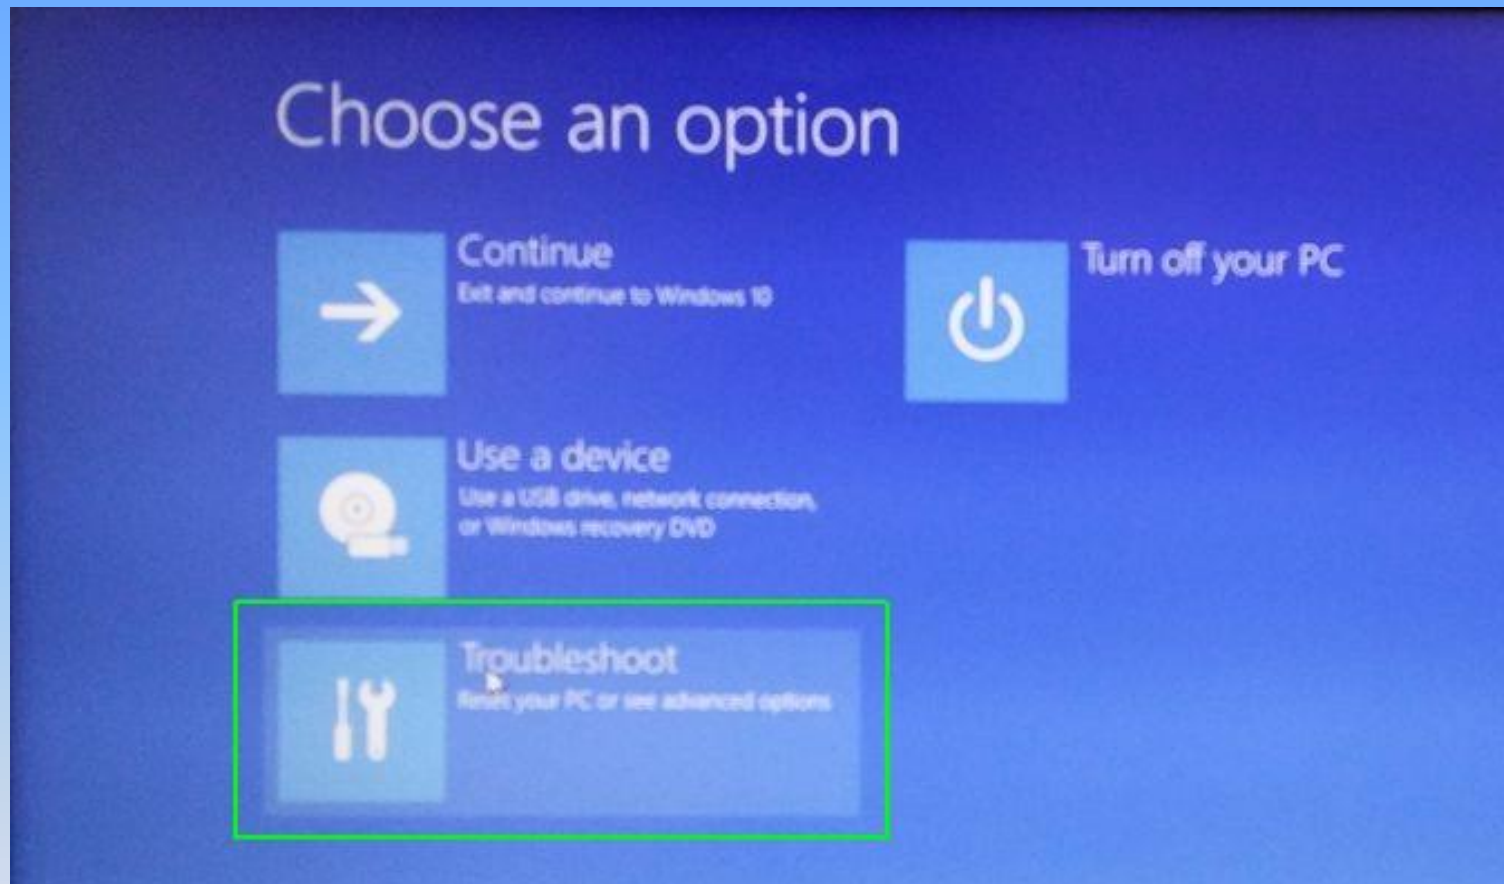 Choose an option
Continue
Exit and continue to Windows 10
Turn off your PC
Use a device
Use a USB drive, network connection,
or Windows recovery DVD
Troubleshoot
Reset your PC or see advanced options